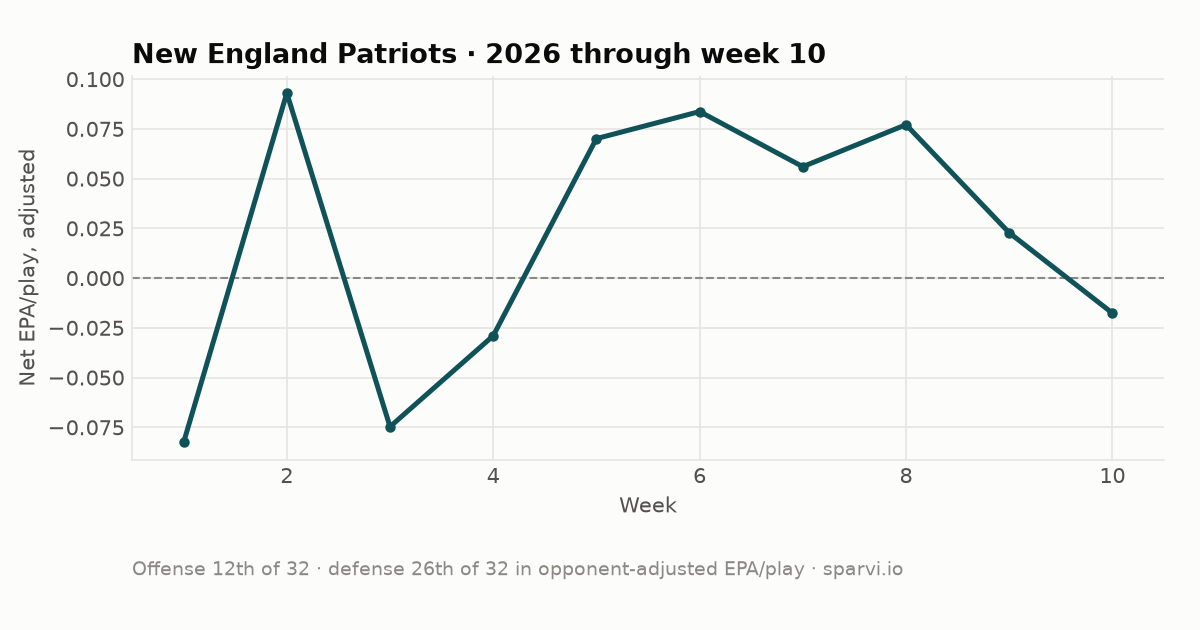 New England Patriots · 2026 through week 10
Net EPA/play, adjusted
0.100
0.075
0.050
0.025
0.000
−0.025
−0.050
−0.075
2 4 6 8 10
Week
Offense 12th of 32 · defense 26th of 32 in opponent-adjusted EPA/play · sparvi.io